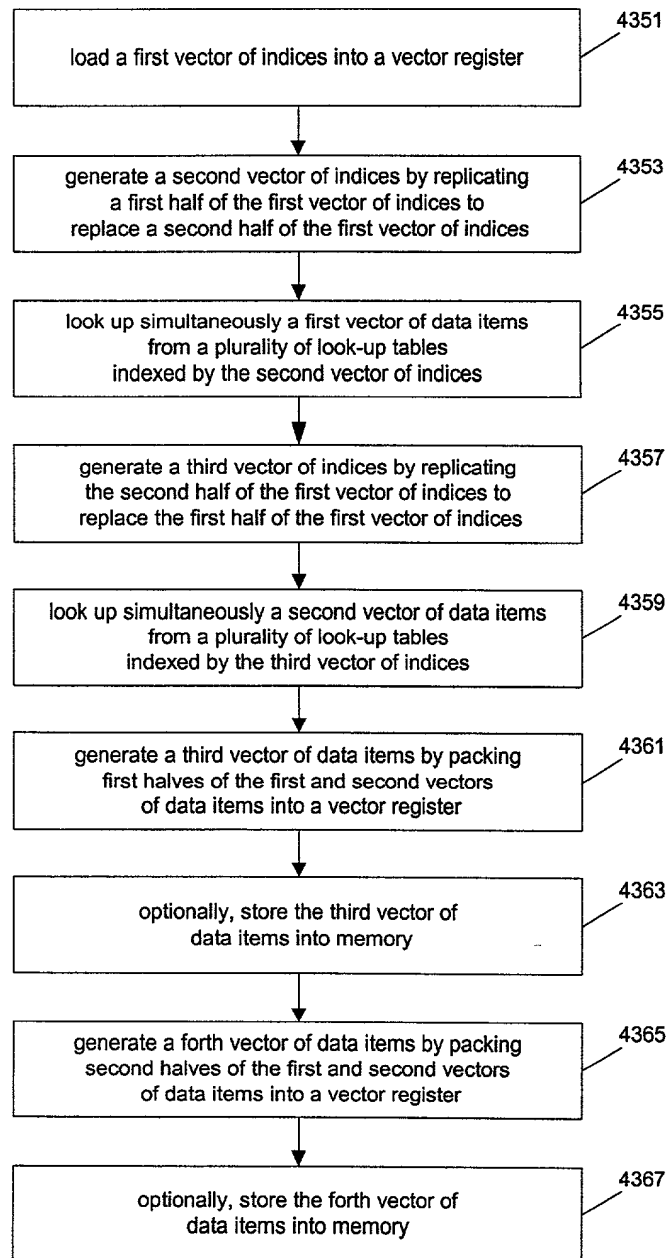 4351
load a first vector of indices into a vector register
4353
generate a second vector of indices by replicating
a first half of the first vector of indices to
replace a second half of the first vector of indices
4355
look up simultaneously a first vector of data items
from a plurality of look-up tables
indexed by the second vector of indices
4357
generate a third vector of indices by replicating
the second half of the first vector of indices to
replace the first half of the first vector of indices
4359
look up simultaneously a second vector of data items
from a plurality of look-up tables
indexed by the third vector of indices
4361
generate a third vector of data items by packing
first halves of the first and second vectors
of data items into a vector register
4363
optionally, store the third vector of
data items into memory
4365
generate a forth vector of data items by packing
second halves of the first and second vectors
of data items into a vector register
4367
optionally, store the forth vector of
data items into memory